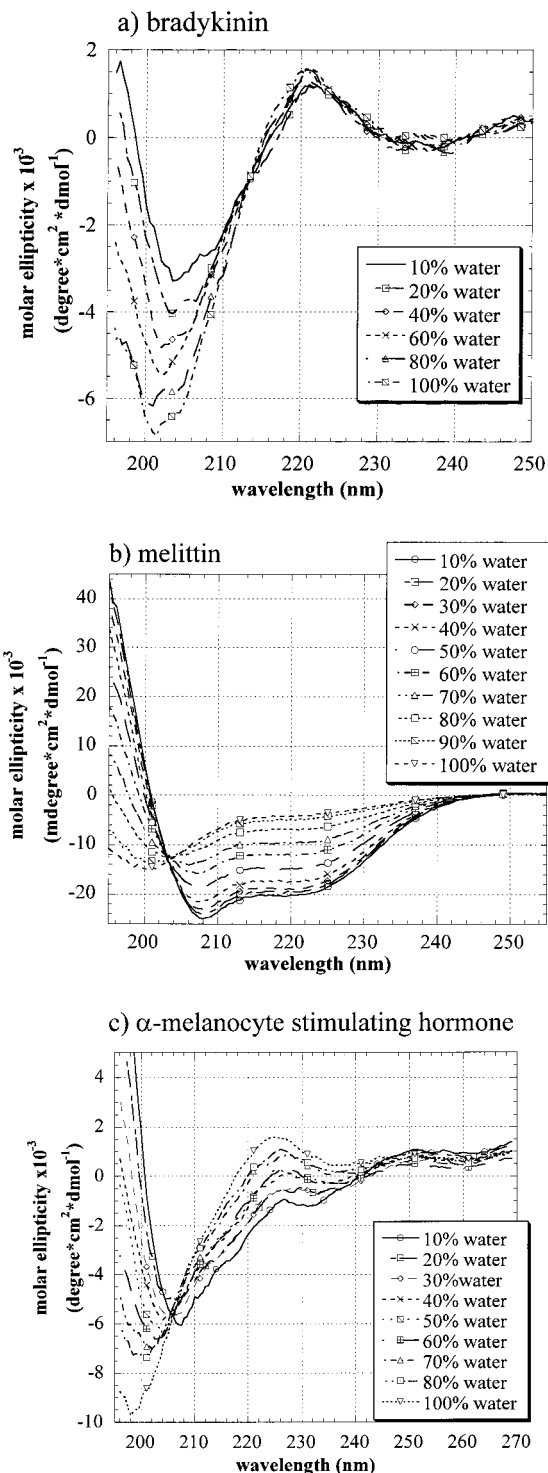 a) bradykinin
2
0
-2
-4
-6
molar ellipticity x 10⁻³
(degree*cm² *dmol⁻¹)
10% water
20% water
40% water
60% water
80% water
100% water
200 210 220 230 240 250
wavelength (nm)
b) melittin
40
30
20
10
0
-10
-20
molar ellipticity x 10⁻³
(mdegree*cm²*dmol⁻¹)
10% water
20% water
30% water
40% water
50% water
60% water
70% water
80% water
90% water
100% water
200 210 220 230 240 250
wavelength (nm)
c) α-melanocyte stimulating hormone
4
2
0
-2
-4
-6
-8
-10
molar ellipticity x10⁻³
(degree*cm²*dmol⁻¹)
10% water
20% water
30%water
40% water
50% water
60% water
70% water
80% water
100% water
200 210 220 230 240 250 260 270
wavelength (nm)